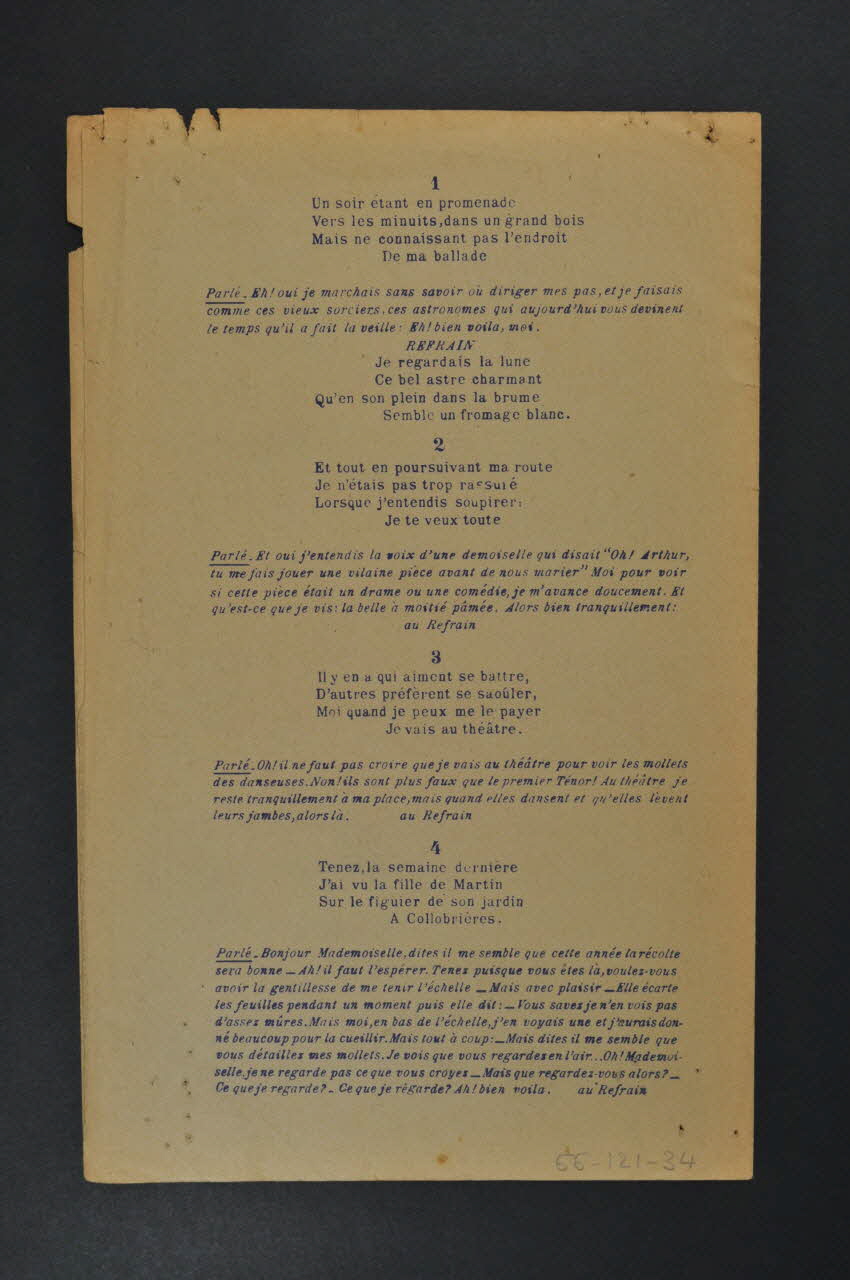 1
Un soir étant en promenade
Vers les minuits, dans un grand bois
Mais ne connaissant pas l'endroit
De ma ballade
Parlé_ Eh! oui je marchais sans savoir où diriger mes pas, et je faisais
comme ces vieux sorciers, ces astronomes qui aujourd'hui vous devinent
le temps qu'il a fait la veille: Eh! bien voila, moi.
REFRAIN
Je regardais la lune
Ce bel astre charmant
Qu'en son plein dans la brume
Semble un fromage blanc.
2
Et tout en poursuivant ma route
Je n'étais pas trop rassuré
Lorsque j'entendis soupirer:
Je te veux toute
Parlé_ Et oui j'entendis la voix d'une demoiselle qui disait "Oh! Arthur,
tu me fais jouer une vilaine pièce avant de nous marier" Moi pour voir
si cette pièce était un drame ou une comédie, je m'avance doucement. Et
qu'est-ce que je vis: la belle à moitié pâmée. Alors bien tranquillement:
au Refrain
3
Il y en a qui aiment se battre,
D'autres préfèrent se saoûler,
Moi quand je peux me le payer
Je vais au théâtre.
Parlé_ Oh! il ne faut pas croire que je vais au théâtre pour voir les mollets
des danseuses. Non! ils sont plus faux que le premier Ténor! Au théâtre je
reste tranquillement à ma place, mais quand elles dansent et qu'elles lèvent
leurs jambes, alors là. au Refrain
4
Tenez, la semaine dernière
J'ai vu la fille de Martin
Sur le figuier de son jardin
A Collobrières.
Parlé_ Bonjour Mademoiselle, dites il me semble que cette année la récolte
sera bonne _ Ah! il faut l'espérer. Tenez puisque vous êtes là, voulez-vous
avoir la gentillesse de me tenir l'échelle _ Mais avec plaisir _ Elle écarte
les feuilles pendant un moment puis elle dit: _ Vous savez je n'en vois pas
d'assez mûres. Mais moi, en bas de l'échelle, j'en voyais une et j'aurais don-
né beaucoup pour la cueillir. Mais tout à coup: _ Mais dites il me semble que
vous détaillez mes mollets. Je vois que vous regardez en l'air... Oh! Mademoi-
selle, je ne regarde pas ce que vous croyez _ Mais que regardez-vous alors? _
Ce que je regarde? _ Ce que je régarde? Ah! bien voila. au Refrain
66-121-34